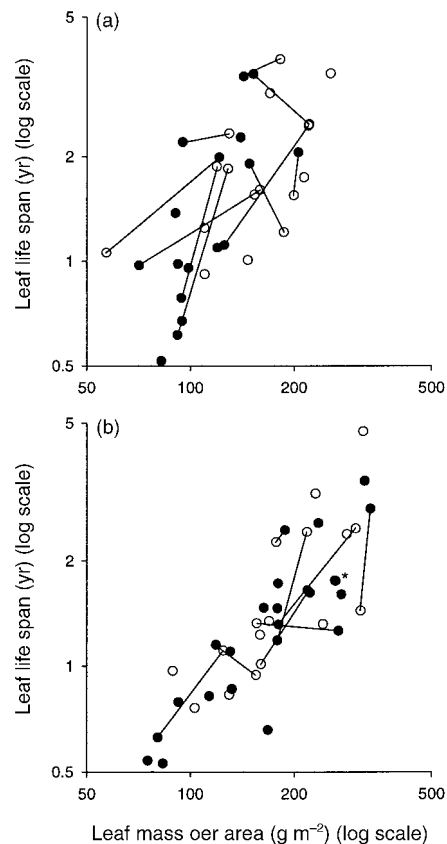 (a)
5
2
1
0.5
Leaf life span (yr) (log scale)
50 100 200 500
(b)
5
2
1
0.5
Leaf life span (yr) (log scale)
*
50 100 200 500
Leaf mass oer area (g m⁻²) (log scale)